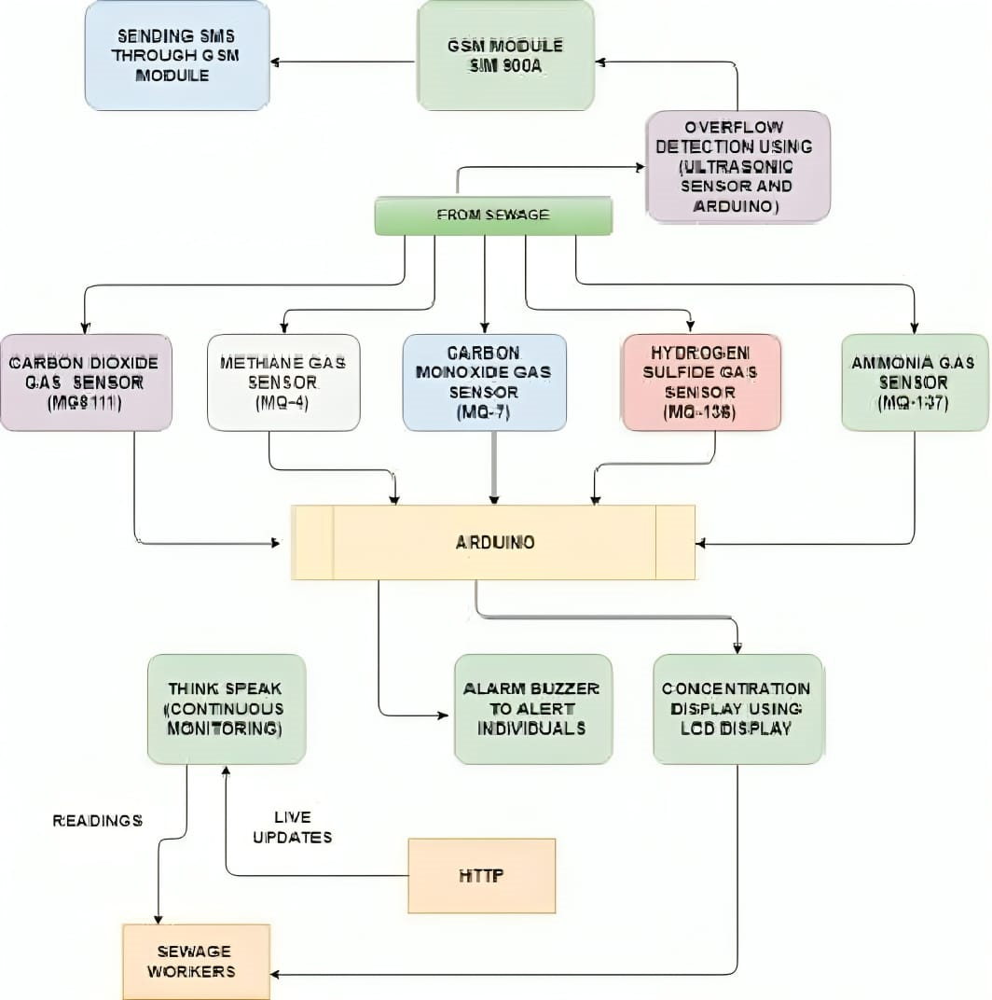 SENDING SMS
THROUGH GSM
MODULE
GSM MODULE
SIM 900A
OVERFLOW
DETECTION USING
(ULTRASONIC
SENSOR AND
ARDUINO)
FROM SEWAGE
CARBON DIOXIDE
GAS SENSOR
(MG8111)
METHANE GAS
SENSOR
(MQ-4)
CARBON
MONOXIDE GAS
SENSOR
(MQ-7)
HYDROGEN
SULFIDE GAS
SENSOR
(MQ-136)
AMMONIA GAS
SENSOR
(MQ-137)
ARDUINO
THINK SPEAK
(CONTINUOUS
MONITORING)
ALARM BUZZER
TO ALERT
INDIVIDUALS
CONCENTRATION
DISPLAY USING
LCD DISPLAY
READINGS
LIVE
UPDATES
HTTP
SEWAGE
WORKERS